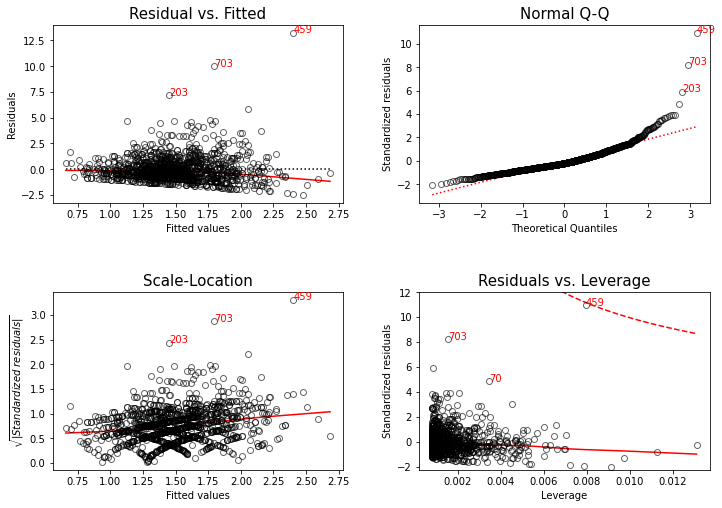 Residual vs. Fitted
Residuals
12.5
10.0
7.5
5.0
2.5
0.0
−2.5
459
703
203
0.75 1.00 1.25 1.50 1.75 2.00 2.25 2.50 2.75
Fitted values
Normal Q-Q
Standardized residuals
10
8
6
4
2
0
−2
459
703
203
−3 −2 −1 0 1 2 3
Theoretical Quantiles
Scale-Location
√|Standardized residuals|
3.0
2.5
2.0
1.5
1.0
0.5
0.0
459
703
203
0.75 1.00 1.25 1.50 1.75 2.00 2.25 2.50 2.75
Fitted values
Residuals vs. Leverage
Standardized residuals
12
10
8
6
4
2
0
−2
459
703
70
0.002 0.004 0.006 0.008 0.010 0.012
Leverage